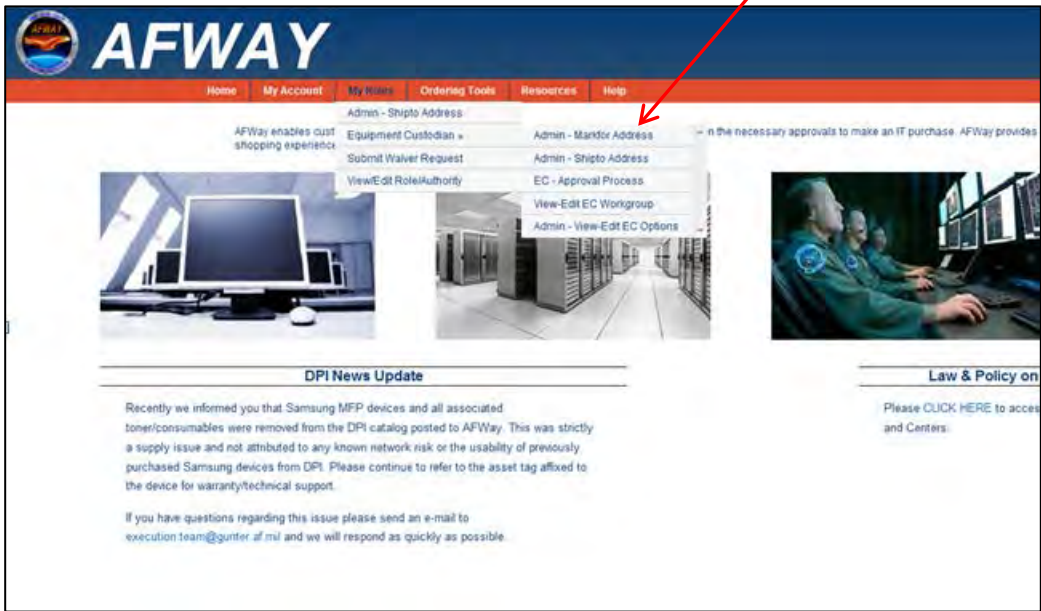 AFWAY
AFWAY
Home My Account My Roles Ordering Tools Resources Help
Admin - Shipto Address
Equipment Custodian »
Submit Waiver Request
View/Edit Role/Authority
Admin - Markfor Address
Admin - Shipto Address
EC - Approval Process
View-Edit EC Workgroup
Admin - View-Edit EC Options
AFWay enables cust
n the necessary approvals to make an IT purchase. AFWay provides
shopping experience
DPI News Update
Recently we informed you that Samsung MFP devices and all associated
toner/consumables were removed from the DPI catalog posted to AFWay. This was strictly
a supply issue and not attributed to any known network risk or the usability of previously
purchased Samsung devices from DPI. Please continue to refer to the asset tag affixed to
the device for warranty/technical support.
If you have questions regarding this issue please send an e-mail to
execution.team@gunter.af.mil and we will respond as quickly as possible.
Law & Policy on
Please CLICK HERE to acces
and Centers.